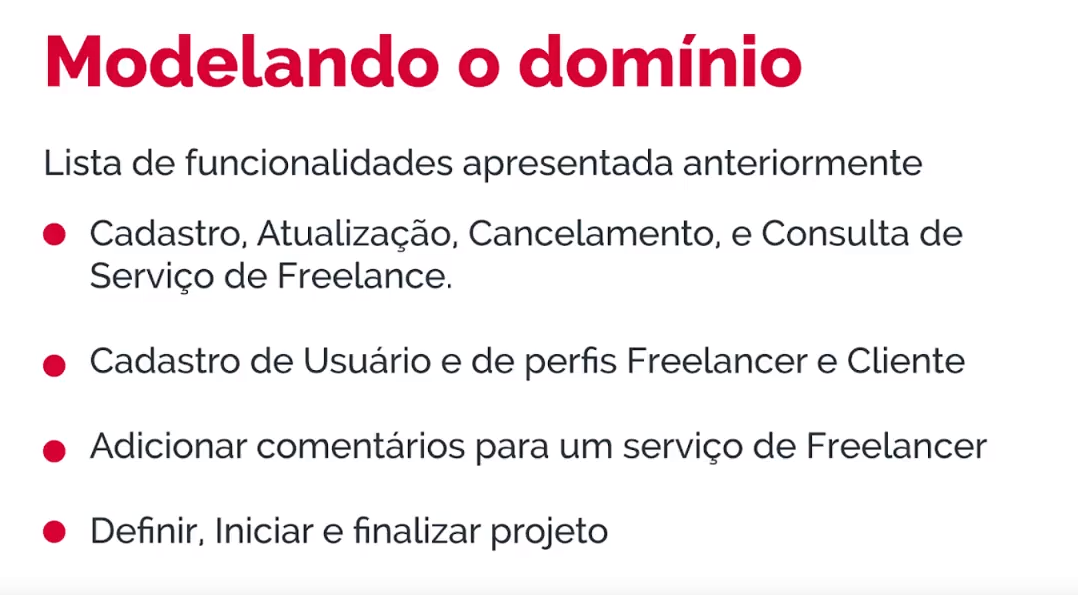 Modelando o domínio
Lista de funcionalidades apresentada anteriormente
Cadastro, Atualização, Cancelamento, e Consulta de
Serviço de Freelance.
Cadastro de Usuário e de perfis Freelancer e Cliente
Adicionar comentários para um serviço de Freelancer
Definir, Iniciar e finalizar projeto